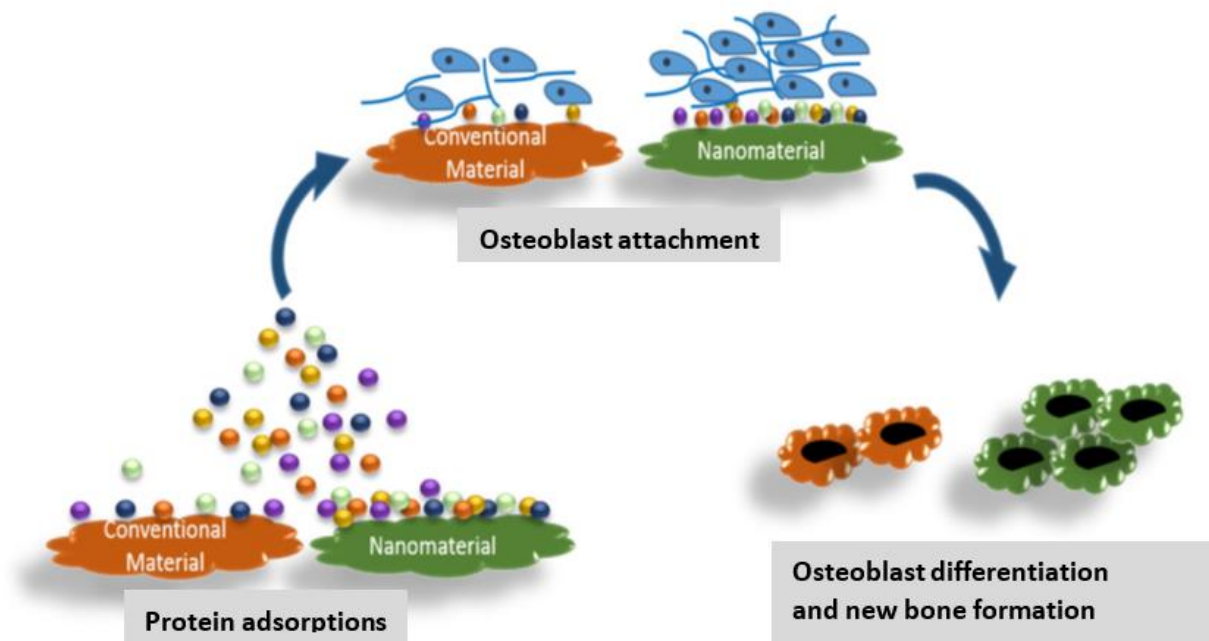 Conventional
Material
Nanomaterial
Osteoblast attachment
Conventional
Material
Nanomaterial
Protein adsorptions
Osteoblast differentiation
and new bone formation